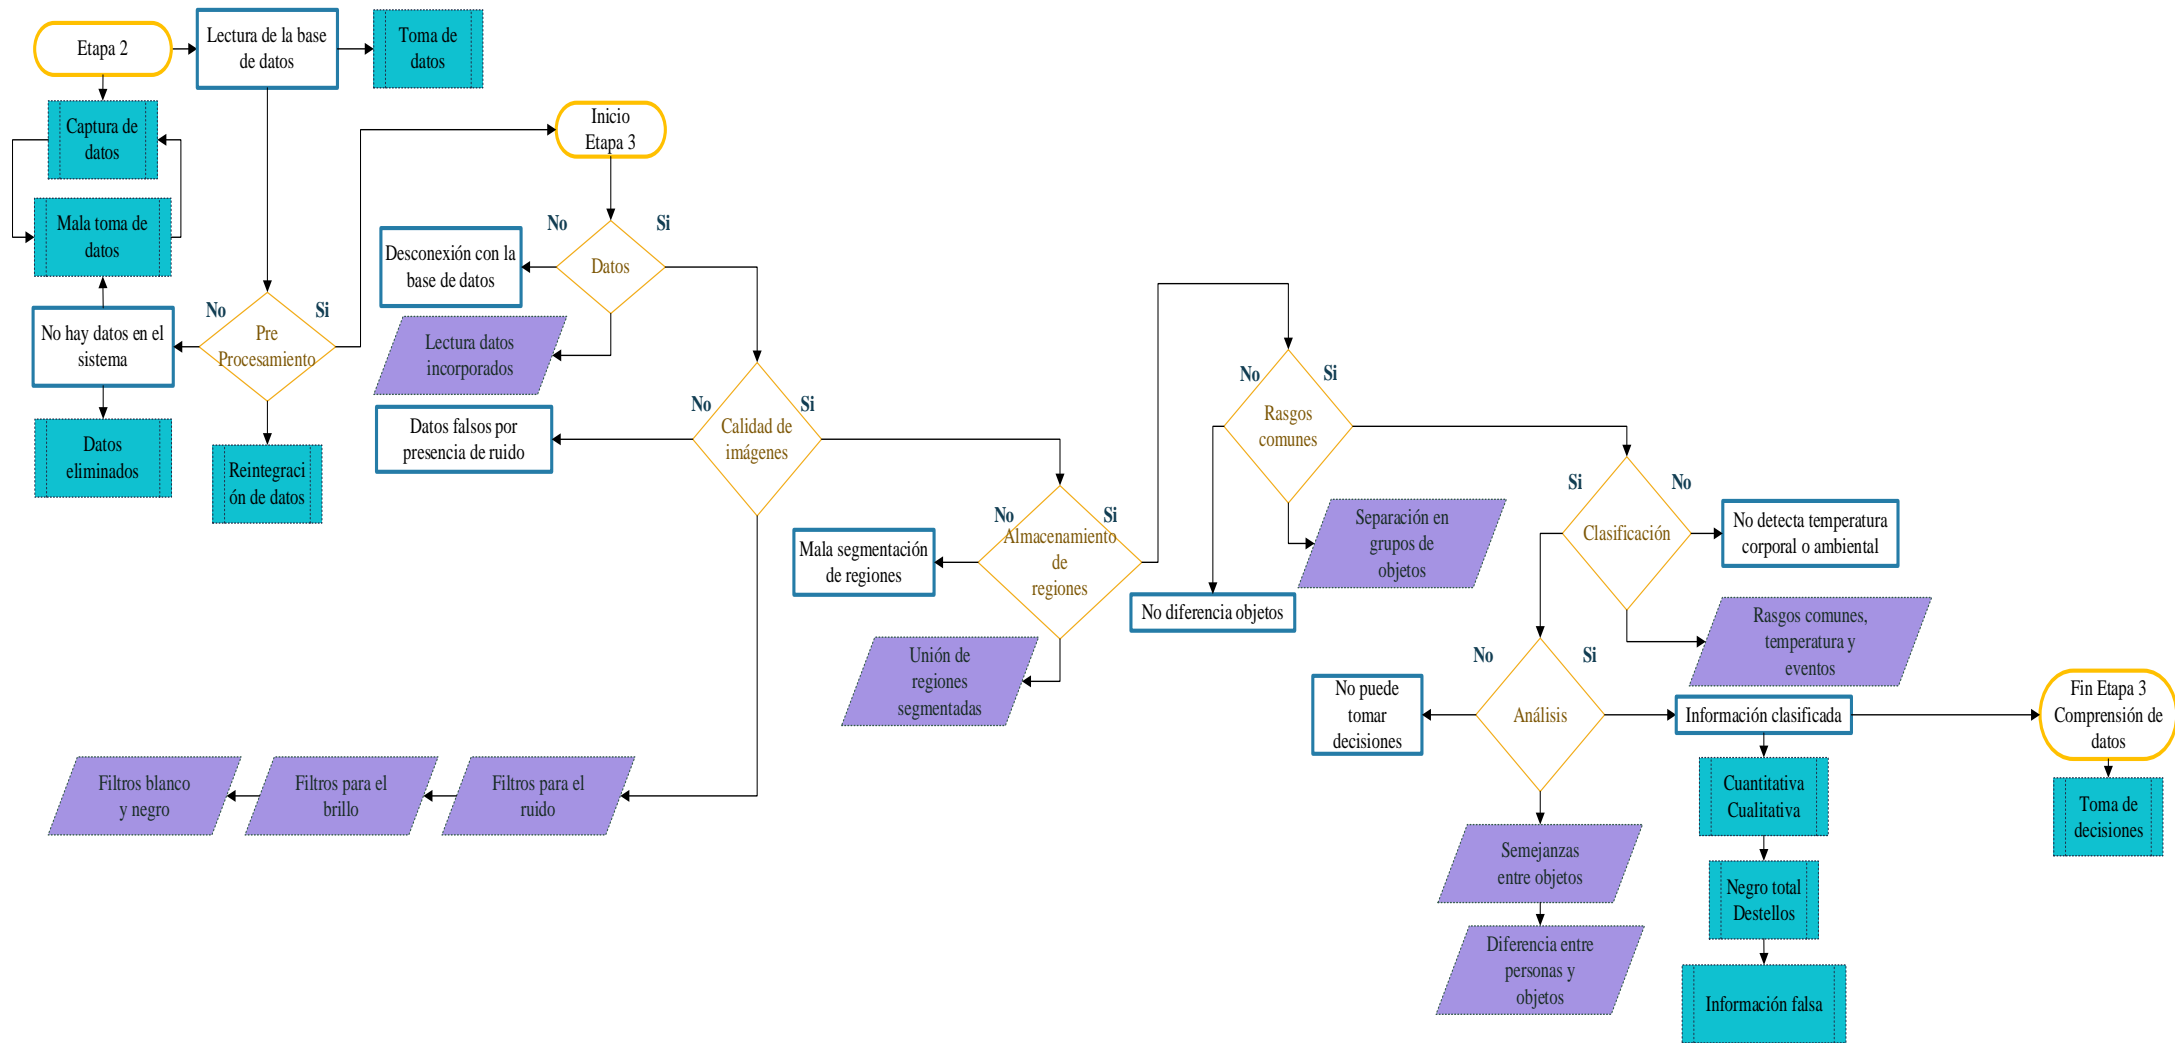 Etapa 2
Lectura de la base
de datos
Toma de
datos
Captura de
datos
Mala toma de
datos
No hay datos en el
sistema
Datos
eliminados
No
Si
Pre
Procesamiento
Reintegraci
ón de datos
Inicio
Etapa 3
No
Si
Datos
Desconexión con la
base de datos
Lectura datos
incorporados
No
Si
Calidad de
imágenes
Datos falsos por
presencia de ruido
Filtros para el
ruido
Filtros para el
brillo
Filtros blanco
y negro
No
Si
Almacenamiento
de
regiones
Mala segmentación
de regiones
Unión de
regiones
segmentadas
No
Si
Rasgos
comunes
No diferencia objetos
Separación en
grupos de
objetos
Si
No
Clasificación
No detecta temperatura
corporal o ambiental
Rasgos comunes,
temperatura y
eventos
No
Si
Análisis
No puede
tomar
decisiones
Semejanzas
entre objetos
Diferencia entre
personas y
objetos
Información clasificada
Cuantitativa
Cualitativa
Negro total
Destellos
Información falsa
Fin Etapa 3
Comprensión de
datos
Toma de
decisiones